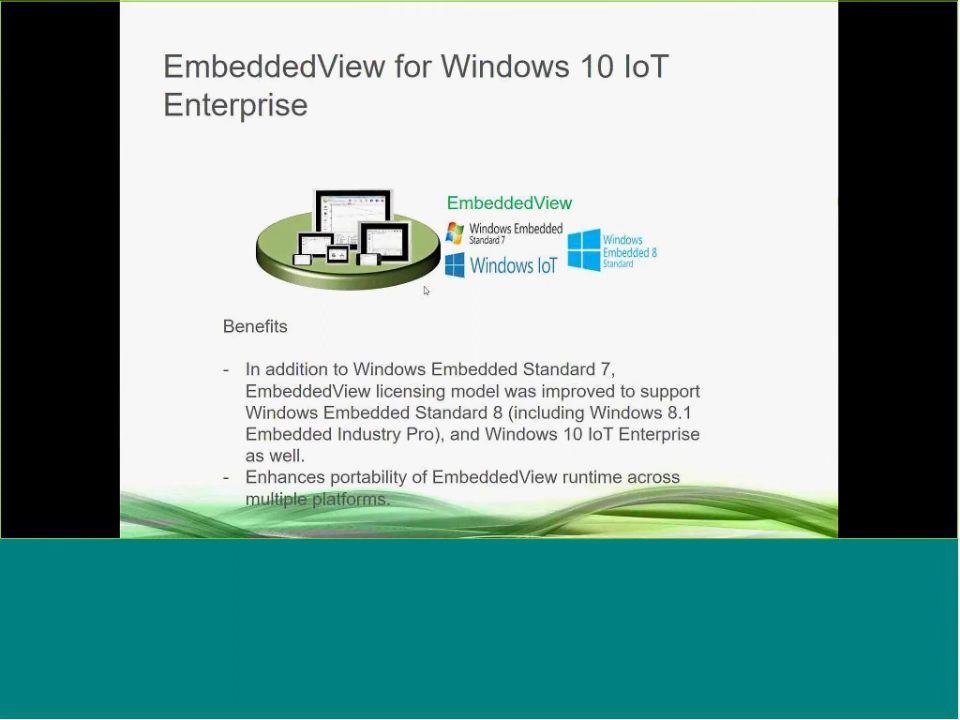 EmbeddedView for Windows 10 IoT
Enterprise
EmbeddedView
Windows Embedded
Standard 7
Windows IoT
Windows
Embedded 8
Standard
Benefits
- In addition to Windows Embedded Standard 7,
EmbeddedView licensing model was improved to support
Windows Embedded Standard 8 (including Windows 8.1
Embedded Industry Pro), and Windows 10 IoT Enterprise
as well.
- Enhances portability of EmbeddedView runtime across
multiple platforms.